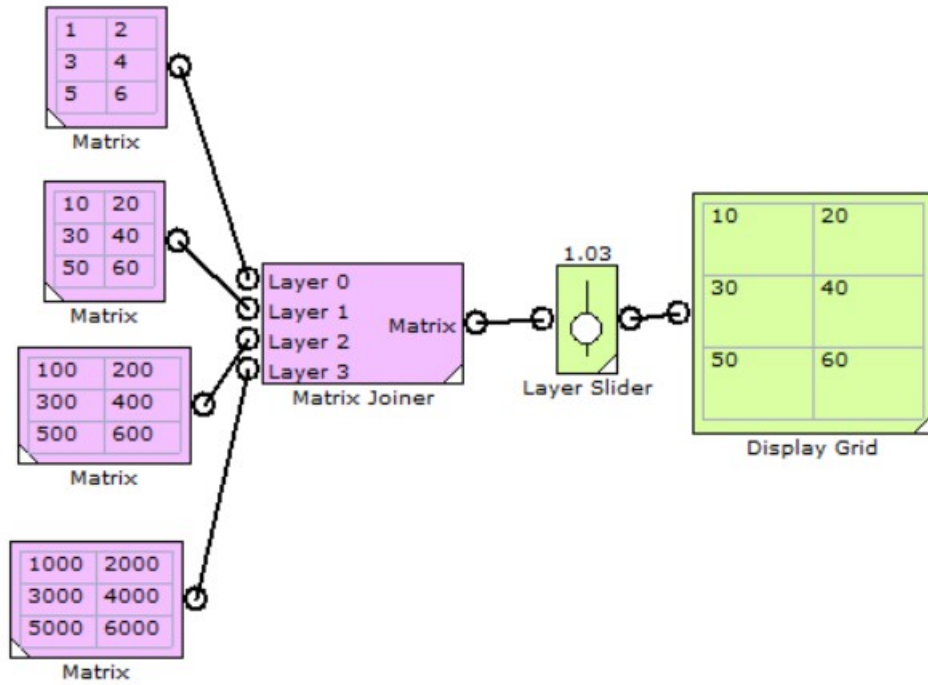 1 2
3 4
5 6
Matrix
10 20
30 40
50 60
Matrix
100 200
300 400
500 600
Matrix
1000 2000
3000 4000
5000 6000
Matrix
Layer 0
Layer 1
Layer 2
Layer 3
Matrix
Matrix Joiner
1.03
Layer Slider
10 20
30 40
50 60
Display Grid